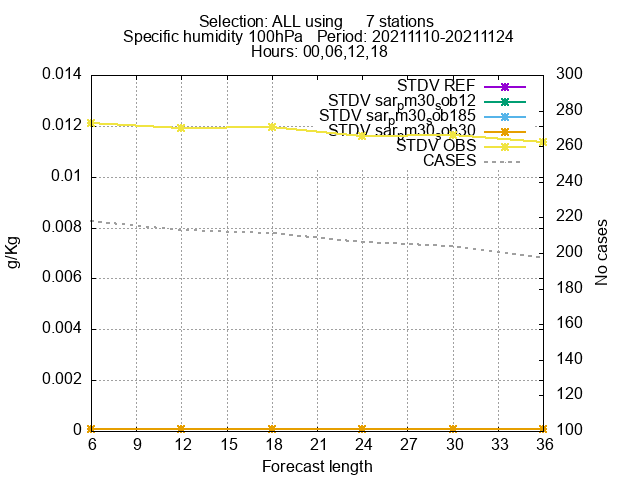 Selection: ALL using 7 stations
Specific humidity 100hPa Period: 20211110-20211124
Hours: 00,06,12,18
0.014
0.012
0.01
0.008
0.006
0.004
0.002
0
g/Kg
STDV REF
STDV sarpm30sob12
STDV sarpm30sob185
STDV sarpm30sob30
STDV OBS
CASES
300
280
260
240
220
200
180
160
140
120
100
No cases
6 9 12 15 18 21 24 27 30 33 36
Forecast length